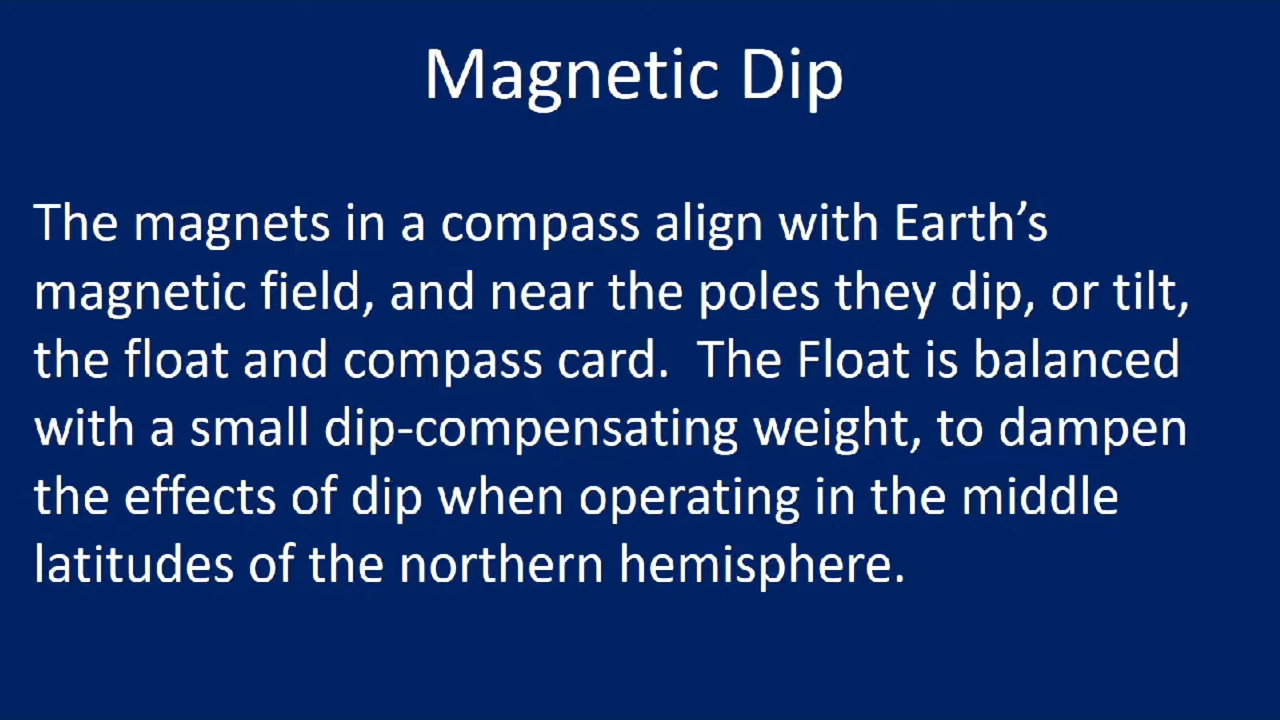 Magnetic Dip
The magnets in a compass align with Earth’s
magnetic field, and near the poles they dip, or tilt,
the float and compass card.  The Float is balanced
with a small dip-compensating weight, to dampen
the effects of dip when operating in the middle
latitudes of the northern hemisphere.